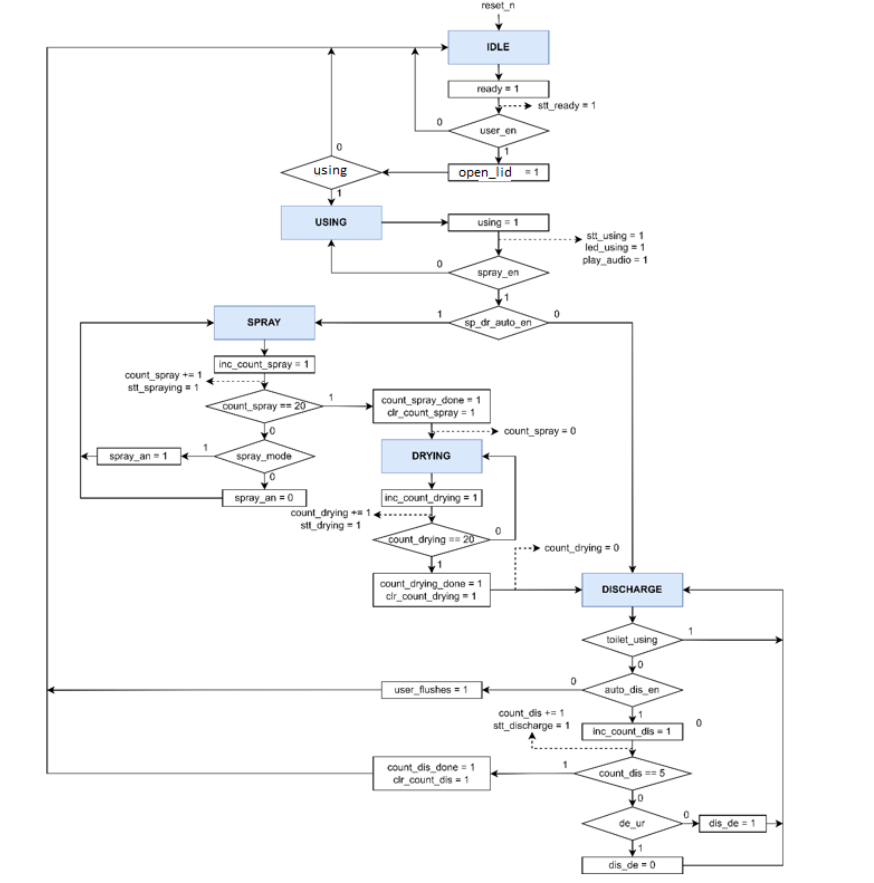 reset_n
IDLE
ready = 1
stt_ready = 1
user_en
0
1
open_lid = 1
using
0
1
USING
using = 1
stt_using = 1
led_using = 1
play_audio = 1
spray_en
0
1
sp_dr_auto_en
1
0
SPRAY
inc_count_spray = 1
count_spray += 1
stt_spraying = 1
count_spray == 20
1
0
count_spray_done = 1
clr_count_spray = 1
count_spray = 0
spray_mode
1
0
spray_an = 1
spray_an = 0
DRYING
inc_count_drying = 1
count_drying += 1
stt_drying = 1
count_drying == 20
0
1
count_drying_done = 1
clr_count_drying = 1
count_drying = 0
DISCHARGE
toilet_using
1
0
auto_dis_en
0
1
user_flushes = 1
inc_count_dis = 1
0
count_dis += 1
stt_discharge = 1
count_dis == 5
1
0
count_dis_done = 1
clr_count_dis = 1
de_ur
0
1
dis_de = 1
dis_de = 0